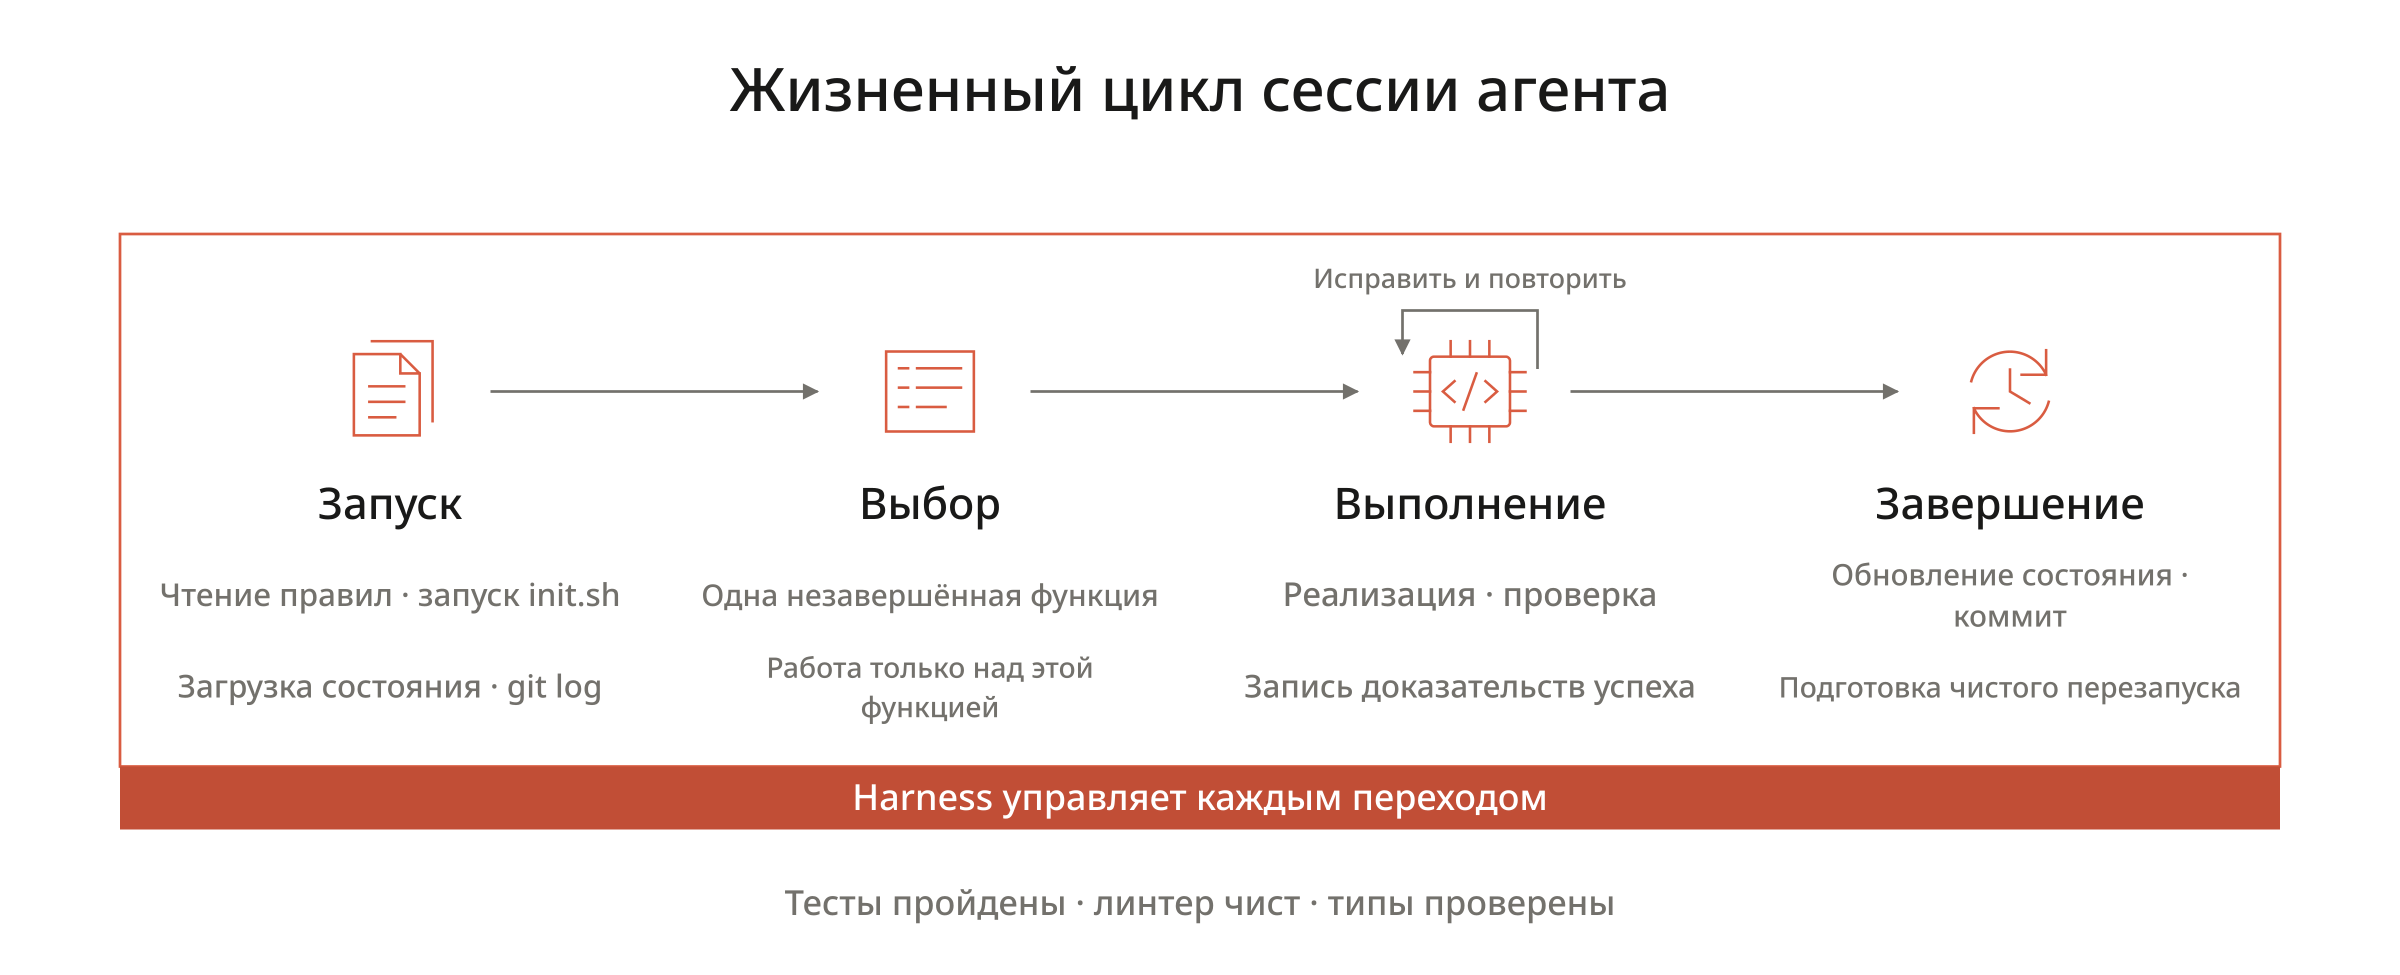 Жизненный цикл сессии агента
Исправить и повторить
Запуск
Чтение правил · запуск init.sh
Загрузка состояния · git log
Выбор
Одна незавершённая функция
Работа только над этой
функцией
Выполнение
Реализация · проверка
Запись доказательств успеха
Завершение
Обновление состояния ·
коммит
Подготовка чистого перезапуска
Harness управляет каждым переходом
Тесты пройдены · линтер чист · типы проверены